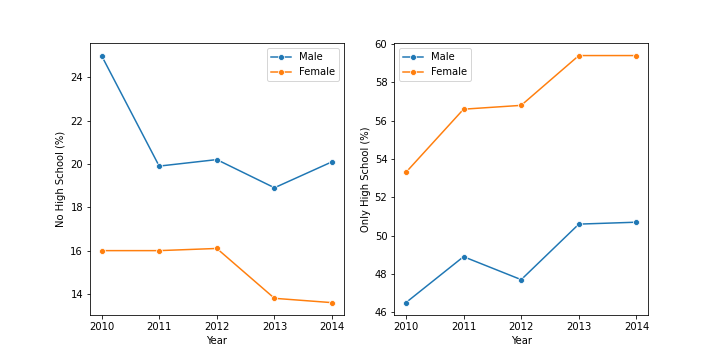 No High School (%)
24
22
20
18
16
14
2010 2011 2012 2013 2014
Year
Male
Female
Only High School (%)
60
58
56
54
52
50
48
46
2010 2011 2012 2013 2014
Year
Male
Female